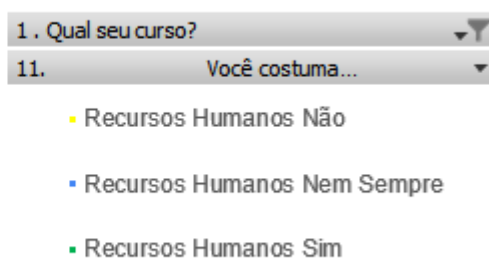 1 . Qual seu curso?
11. Você costuma...
Recursos Humanos Não
Recursos Humanos Nem Sempre
Recursos Humanos Sim